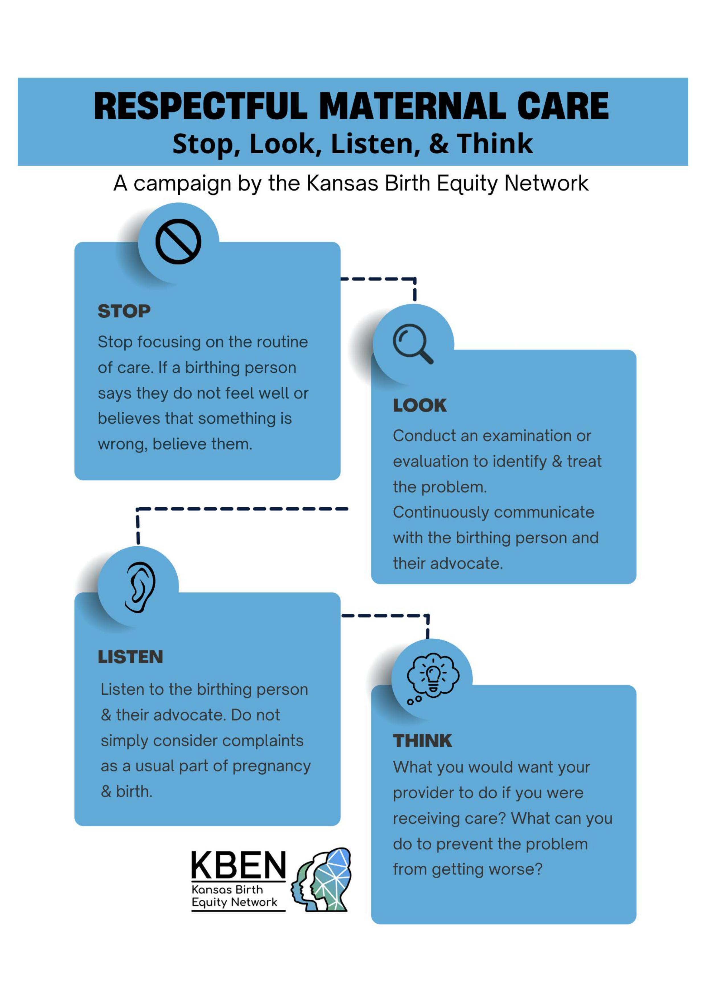 RESPECTFUL MATERNAL CARE
Stop, Look, Listen, & Think
A campaign by the Kansas Birth Equity Network
STOP
Stop focusing on the routine
of care. If a birthing person
says they do not feel well or
believes that something is
wrong, believe them.
LOOK
Conduct an examination or
evaluation to identify & treat
the problem.
Continuously communicate
with the birthing person and
their advocate.
LISTEN
Listen to the birthing person
& their advocate. Do not
simply consider complaints
as a usual part of pregnancy
& birth.
THINK
What you would want your
provider to do if you were
receiving care? What can you
do to prevent the problem
from getting worse?
KBEN
Kansas Birth
Equity Network